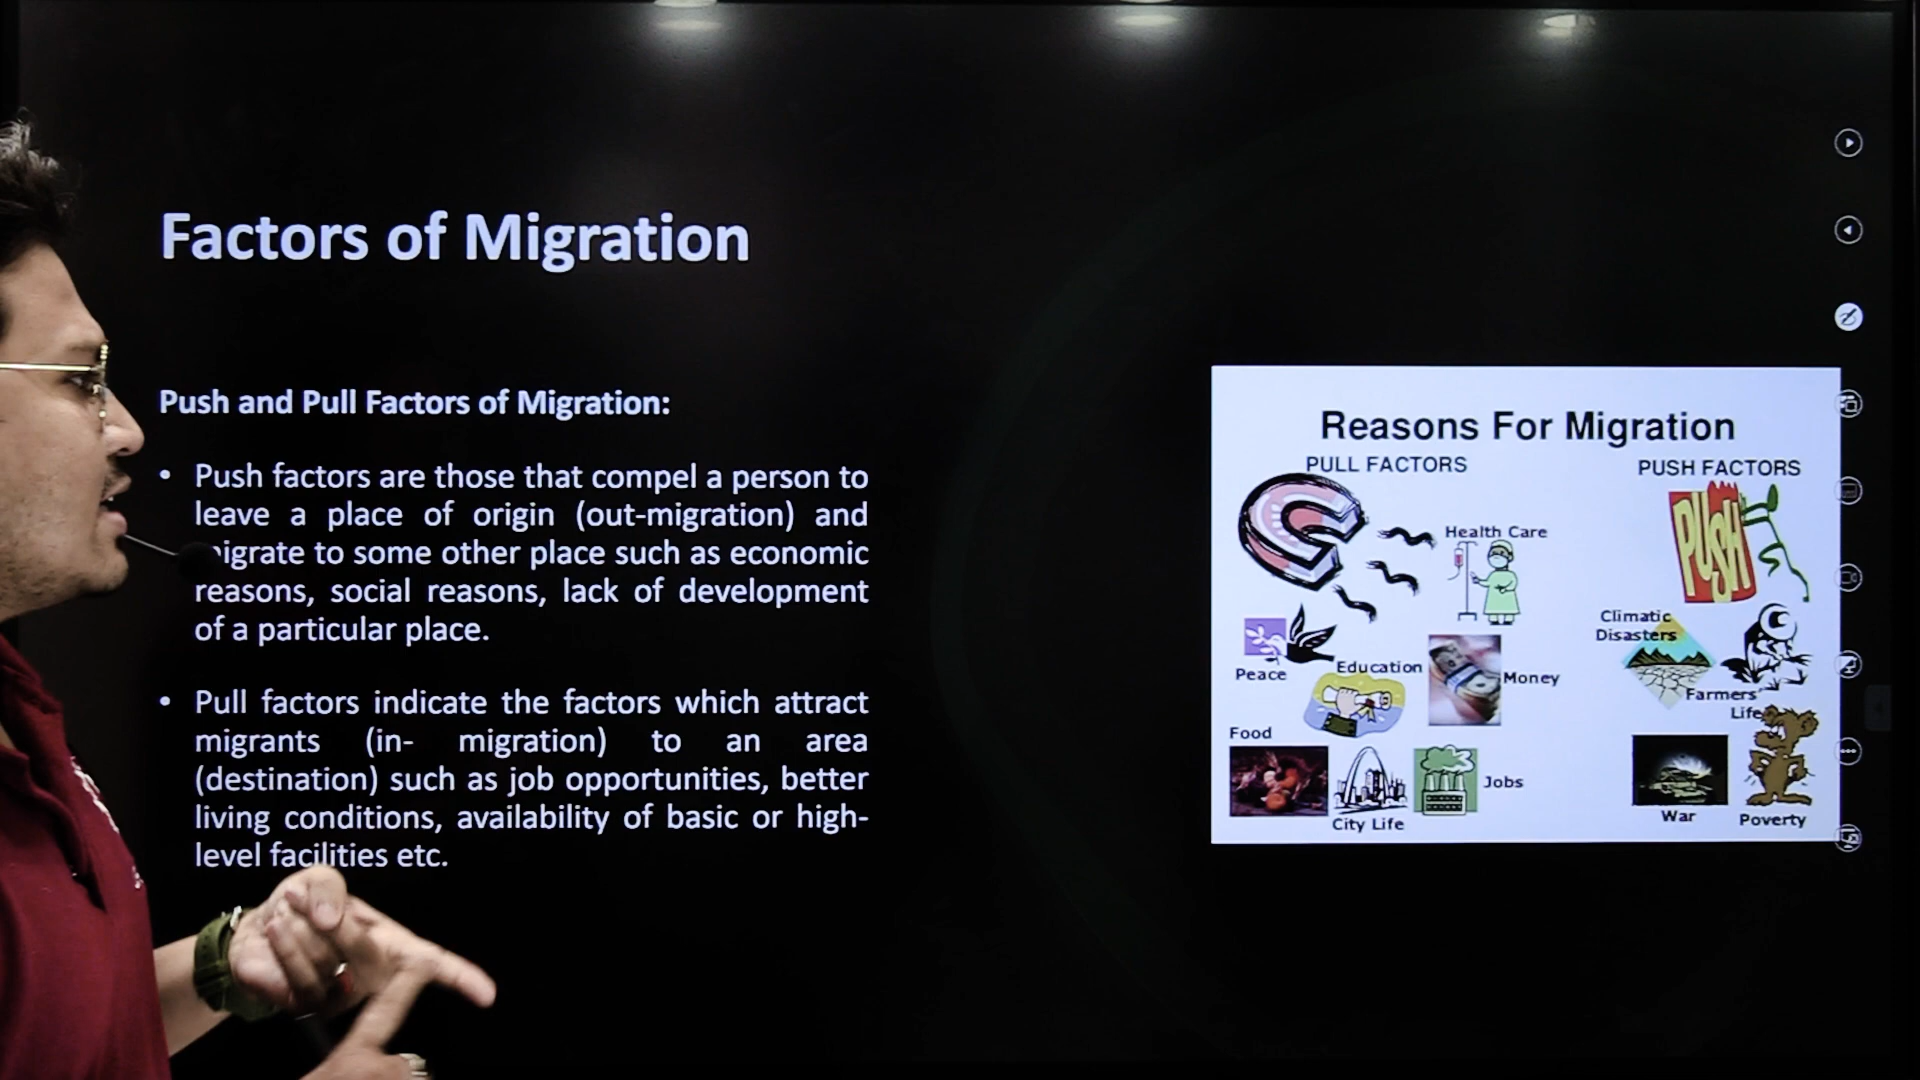 Factors of Migration
Push and Pull Factors of Migration:
• Push factors are those that compel a person to
leave a place of origin (out-migration) and
to some other place such as economic
reasons, social reasons, lack of development
of a particular place.
• Pull factors indicate the factors which attract
migrants (in- migration) to an area
(destination) such as job opportunities, better
living conditions, availability of basic or high-
level facilities etc.
Reasons For Migration
PULL FACTORS
PUSH FACTORS
PUSH
Health Care
Climatic
Disasters
Peace
Education
Money
Farmers'
Life
Food
Jobs
City Life
War
Poverty